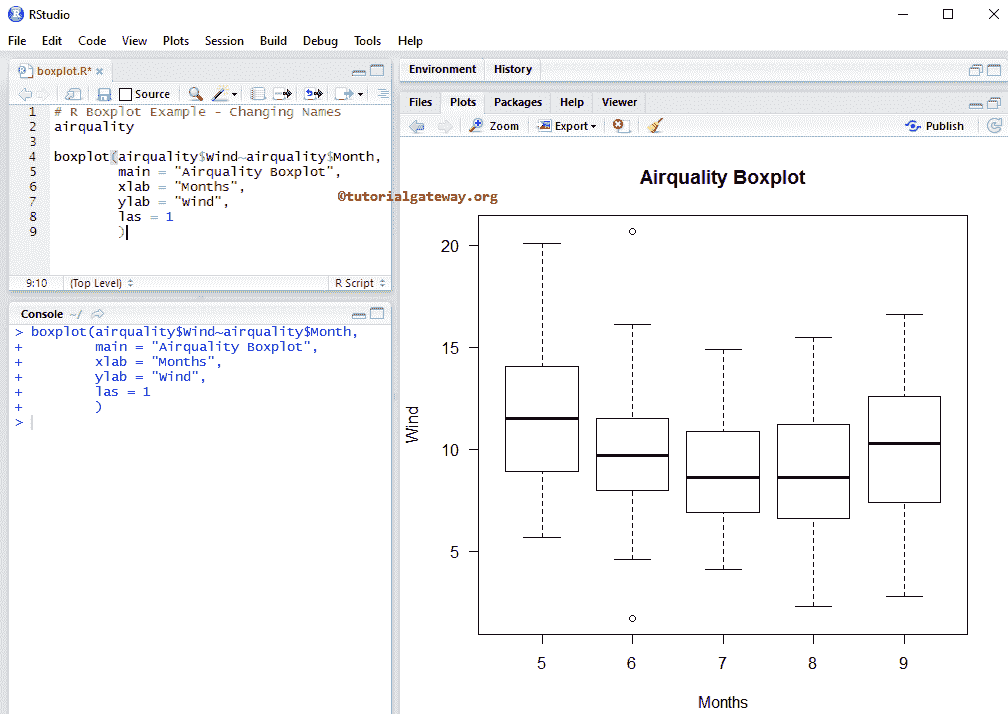 RStudio
File Edit Code View Plots Session Build Debug Tools Help
boxplot.R*
Source
1 # R Boxplot Example - Changing Names
2 airquality
3
4 boxplot(airquality$Wind~airquality$Month,
5 main = "Airquality Boxplot",
6 xlab = "Months",
7 ylab = "Wind",
8 las = 1
9 )
9:10 (Top Level) R Script
Console ~/
> boxplot(airquality$Wind~airquality$Month,
+ main = "Airquality Boxplot",
+ xlab = "Months",
+ ylab = "Wind",
+ las = 1
+ )
>
©tutorialgateway.org
Environment History
Files Plots Packages Help Viewer
Zoom Export Publish
Airquality Boxplot
20
15
10
5
Wind
5 6 7 8 9
Months